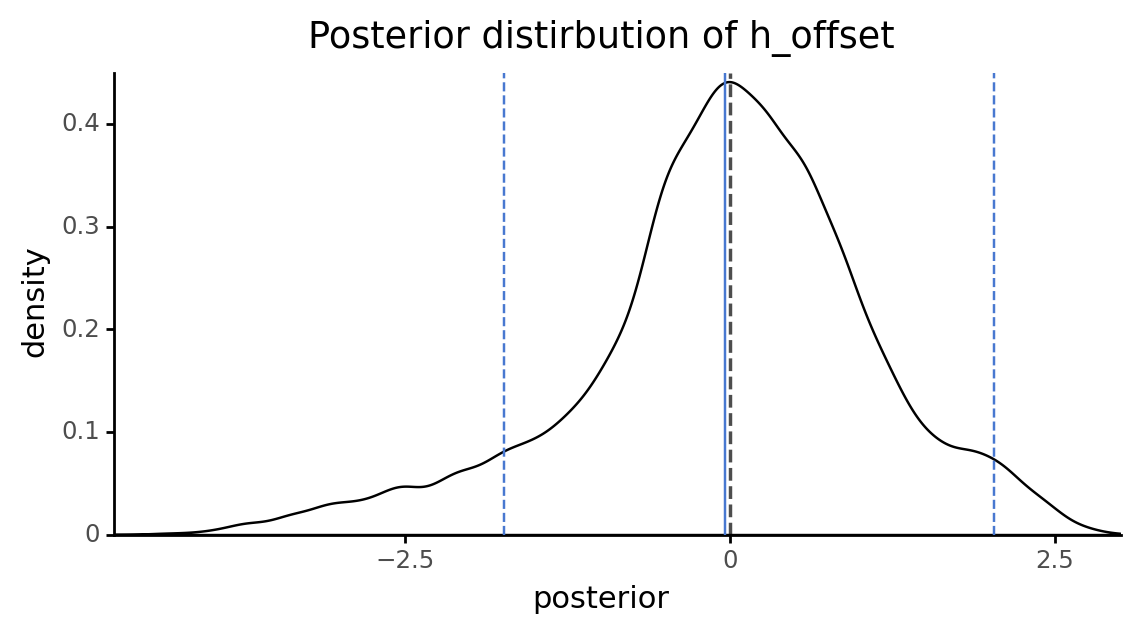 Posterior distirbution of h_offset
density
0.4
0.3
0.2
0.1
0
−2.5 0 2.5
posterior